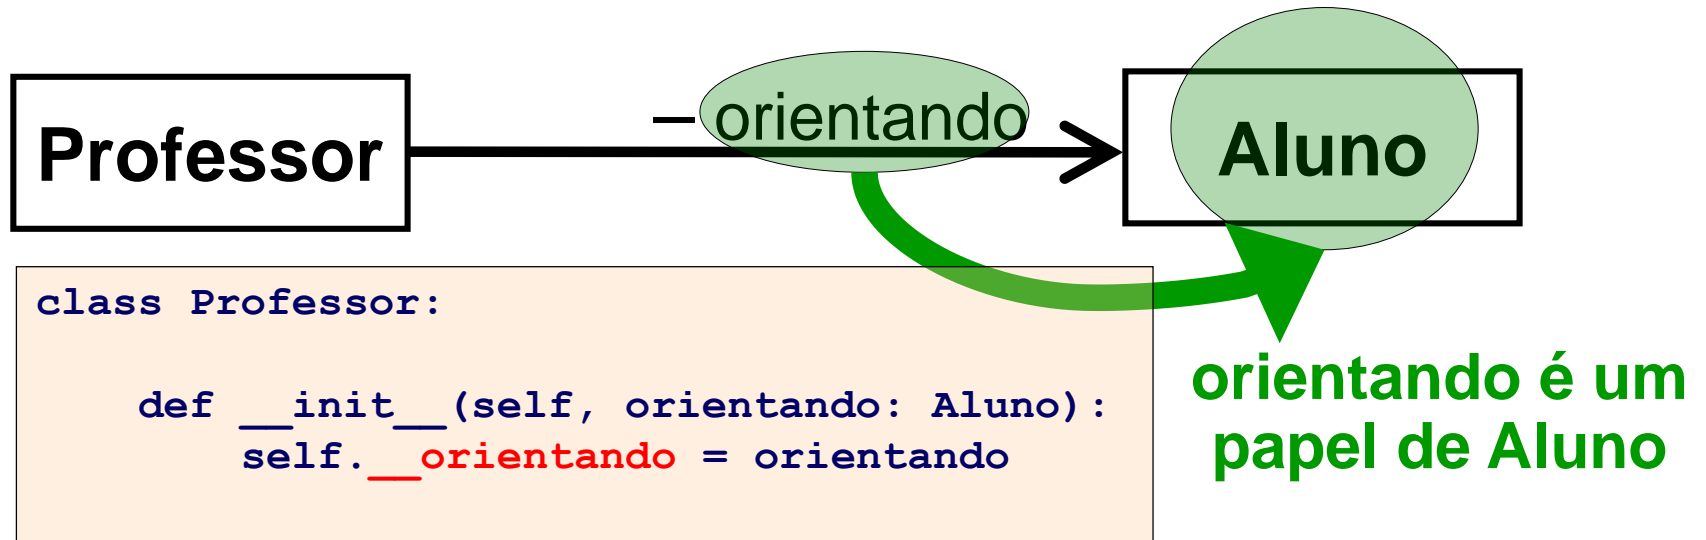 – orientando
Professor
Aluno
class Professor:
def __init__(self, orientando: Aluno):
self.__orientando = orientando
orientando é um
papel de Aluno